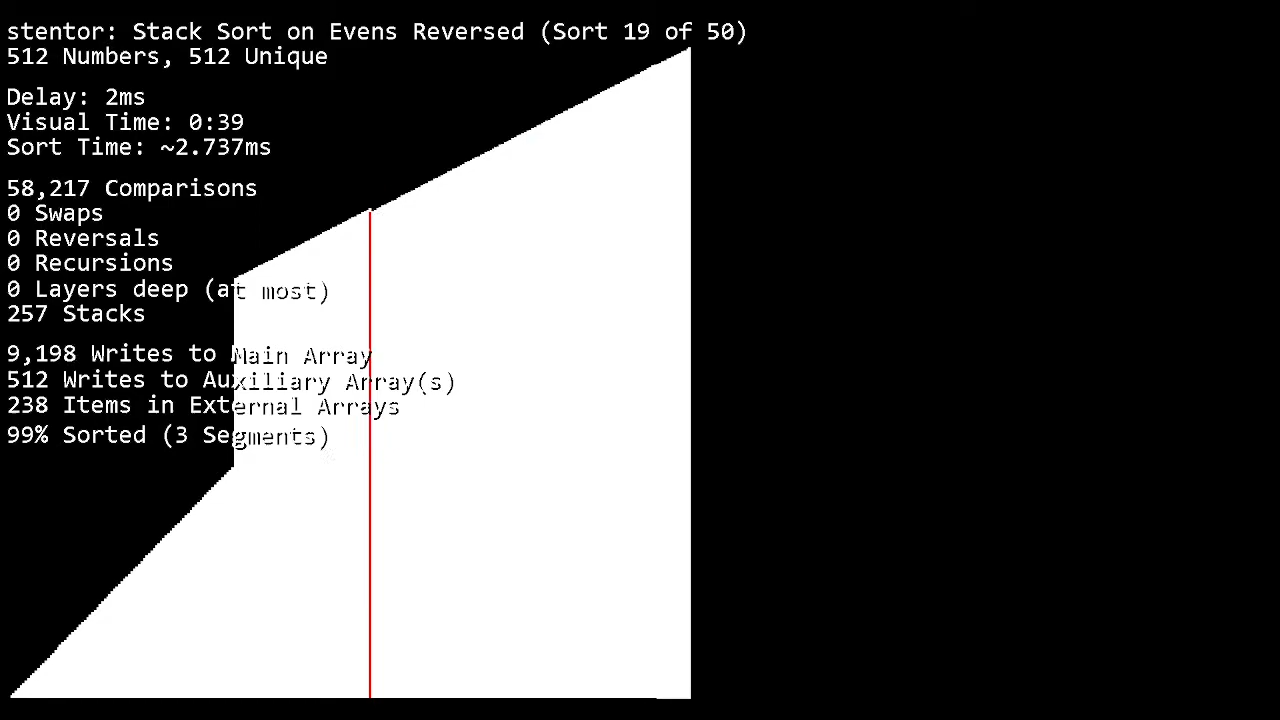 stentor: Stack Sort on Evens Reversed (Sort 19 of 50)
512 Numbers, 512 Unique
Delay: 2ms
Visual Time: 0:39
Sort Time: ~2.737ms
58,217 Comparisons
0 Swaps
0 Reversals
0 Recursions
0 Layers deep (at most)
257 Stacks
9,198 Writes to Main Array
512 Writes to Auxiliary Array(s)
238 Items in External Arrays
99% Sorted (3 Segments)